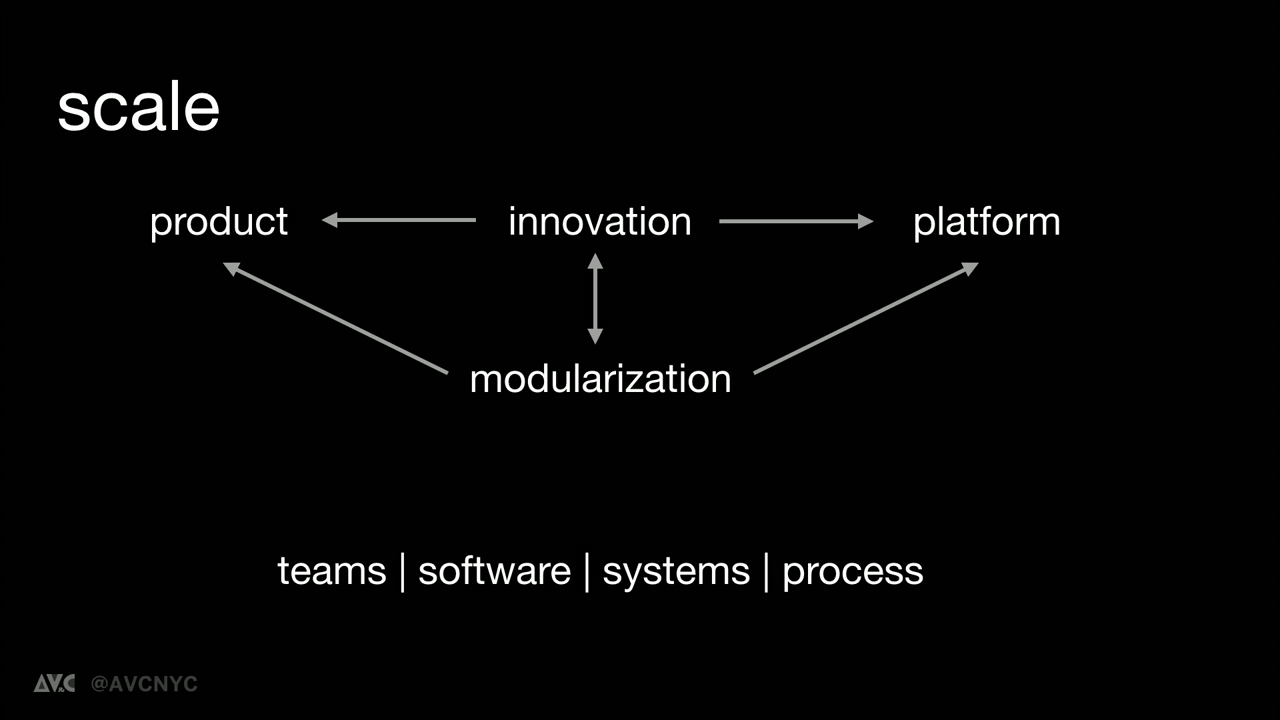 scale
product innovation platform
modularization
teams | software | systems | process
AV&C @AVCNYC